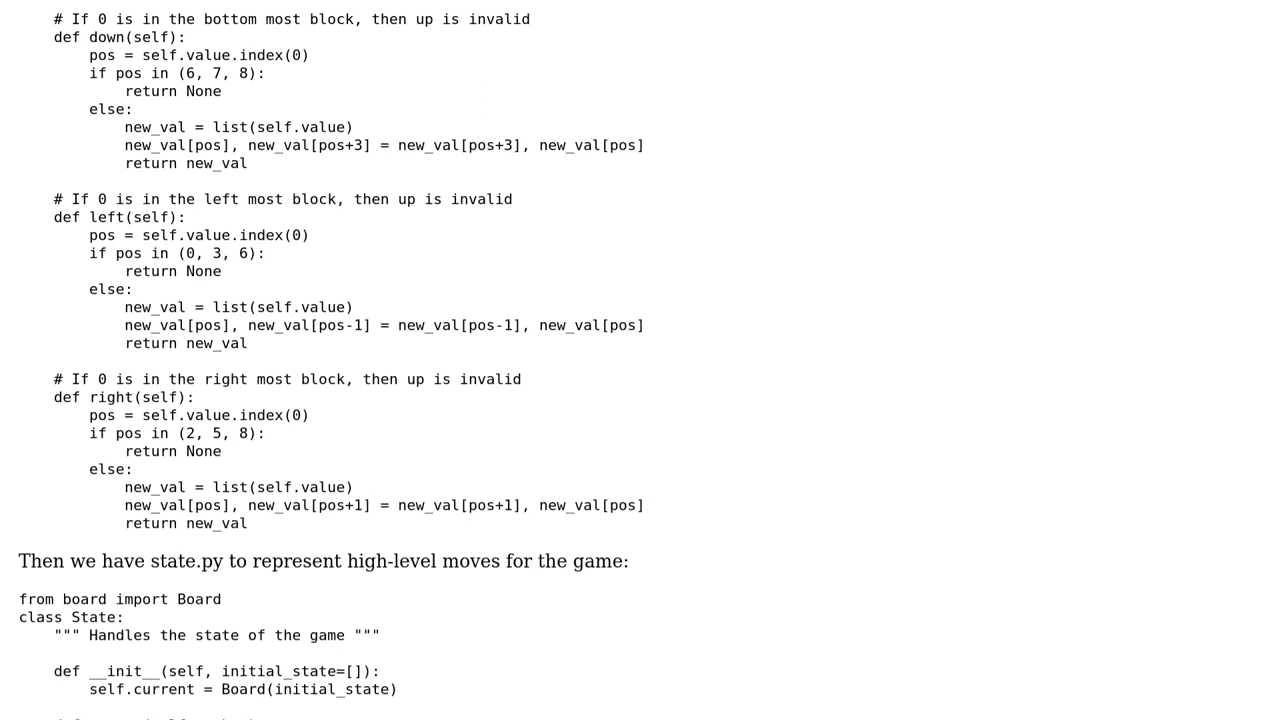 # If 0 is in the bottom most block, then up is invalid
    def down(self):
        pos = self.value.index(0)
        if pos in (6, 7, 8):
            return None
        else:
            new_val = list(self.value)
            new_val[pos], new_val[pos+3] = new_val[pos+3], new_val[pos]
            return new_val

    # If 0 is in the left most block, then up is invalid
    def left(self):
        pos = self.value.index(0)
        if pos in (0, 3, 6):
            return None
        else:
            new_val = list(self.value)
            new_val[pos], new_val[pos-1] = new_val[pos-1], new_val[pos]
            return new_val

    # If 0 is in the right most block, then up is invalid
    def right(self):
        pos = self.value.index(0)
        if pos in (2, 5, 8):
            return None
        else:
            new_val = list(self.value)
            new_val[pos], new_val[pos+1] = new_val[pos+1], new_val[pos]
            return new_val

Then we have state.py to represent high-level moves for the game:

from board import Board
class State:
    """ Handles the state of the game """

    def __init__(self, initial_state=[]):
        self.current = Board(initial_state)